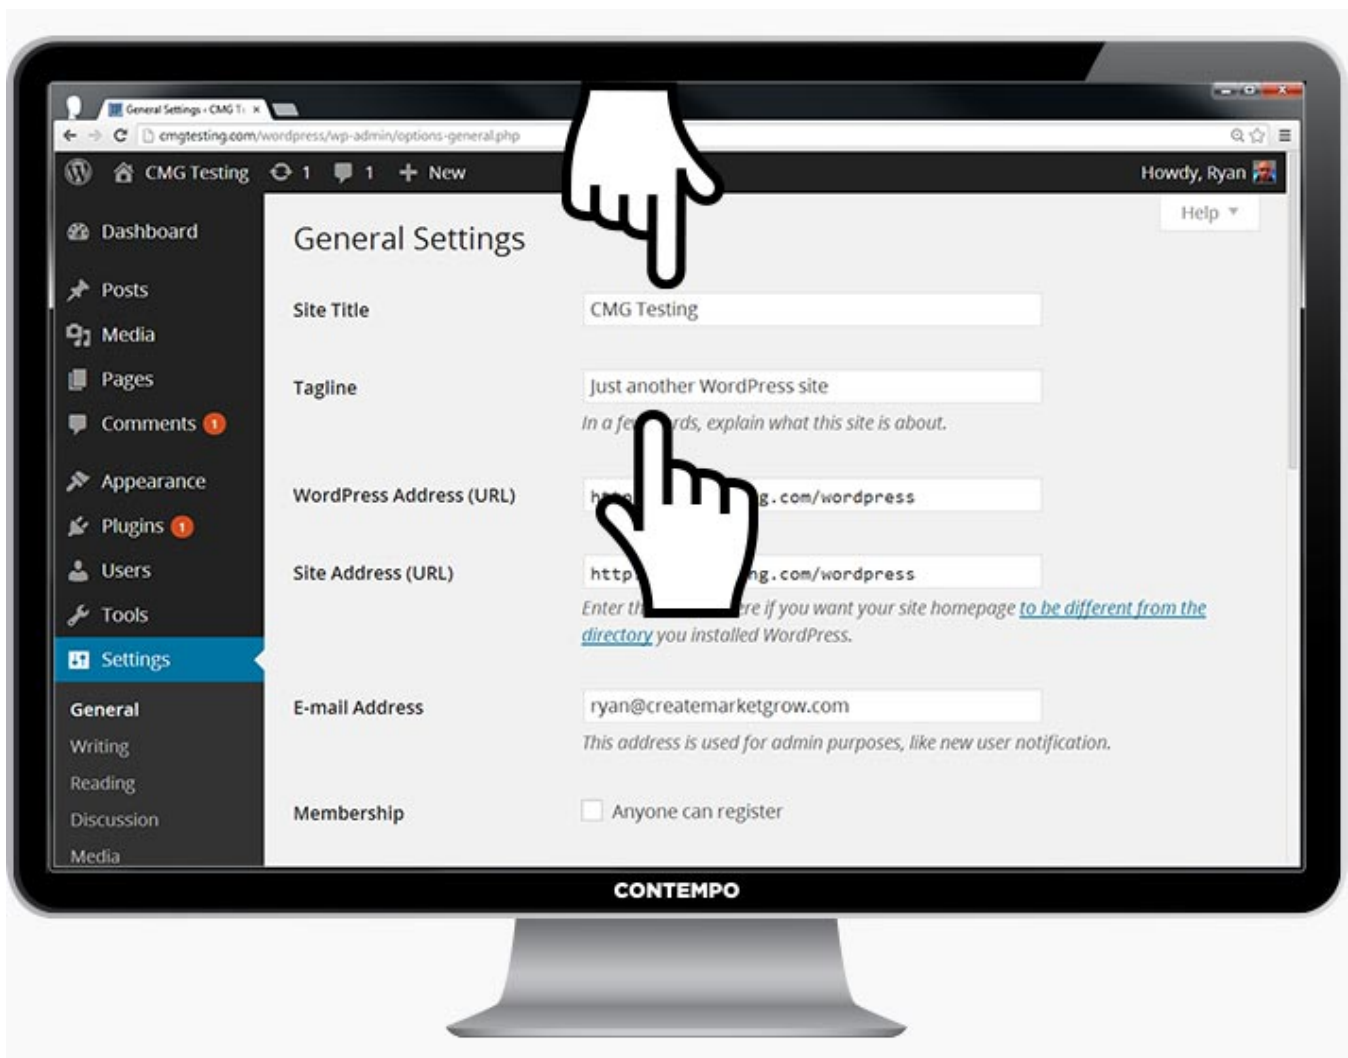 General Settings ‹ CMG T
cmgtesting.com/wordpress/wp-admin/options-general.php
CMG Testing 1 1 + New Howdy, Ryan
Help
Dashboard
Posts
Media
Pages
Comments 1
Appearance
Plugins 1
Users
Tools
Settings
General
Writing
Reading
Discussion
Media
General Settings
Site Title CMG Testing
Tagline Just another WordPress site
In a explain what this site is about.
WordPress Address (URL) g.com/wordpress
Site Address (URL) http ng.com/wordpress
Enter if you want your site homepage to be different from the
directory you installed WordPress.
E-mail Address ryan@createmarketgrow.com
This address is used for admin purposes, like new user notification.
Membership Anyone can register
CONTEMPO